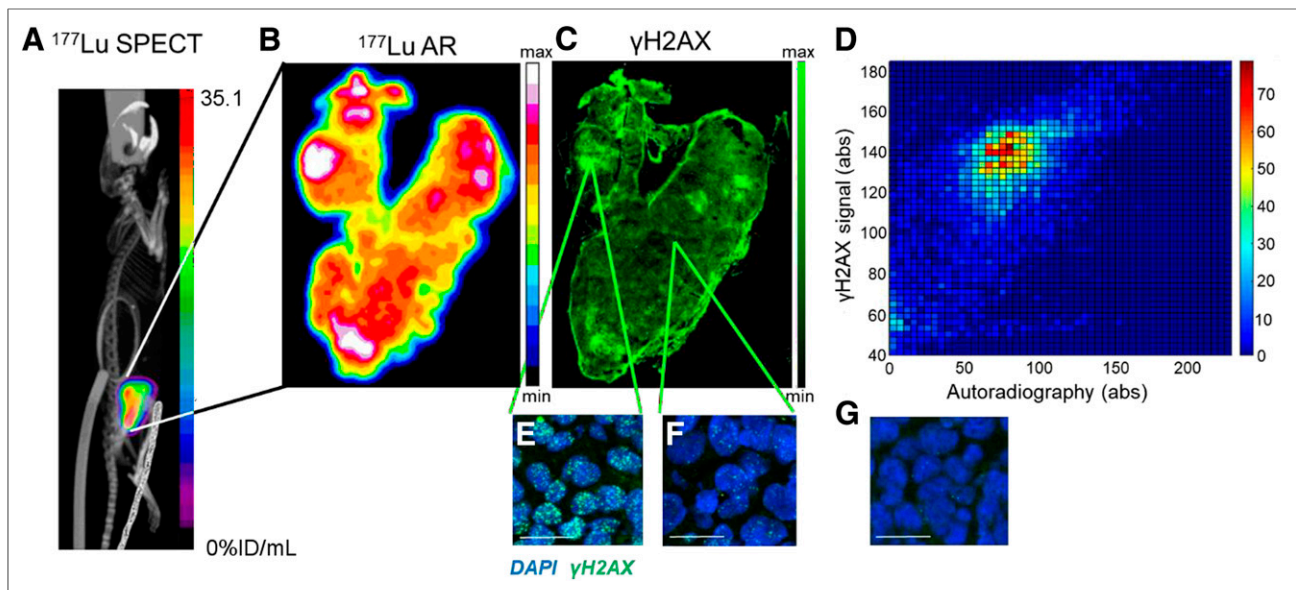 A ¹⁷⁷Lu SPECT
35.1
0%ID/mL
B ¹⁷⁷Lu AR
max
min
C γH2AX
max
min
D
γH2AX signal (abs)
180
160
140
120
100
80
60
40
50 100 150 200
Autoradiography (abs)
70
60
50
40
30
20
10
0
E
F
G
DAPI γH2AX